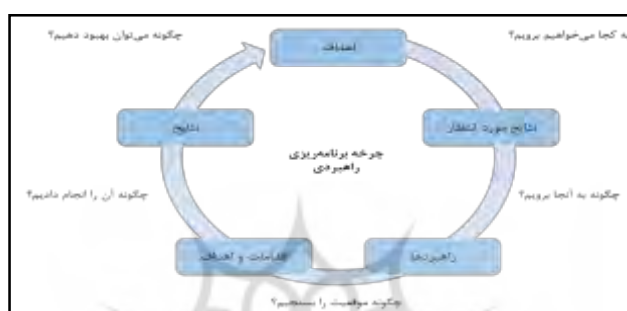 چگونه می‌توان بهبود دهیم؟
اهداف
به کجا می‌خواهیم برویم؟
نتایج
نتایج مورد انتظار
چرخه برنامه‌ریزی
راهبردی
چگونه آن را انجام دادیم؟
چگونه به آنجا برویم؟
اقدامات و اهداف
راهبردها
چگونه موقعیت را بسنجیم؟